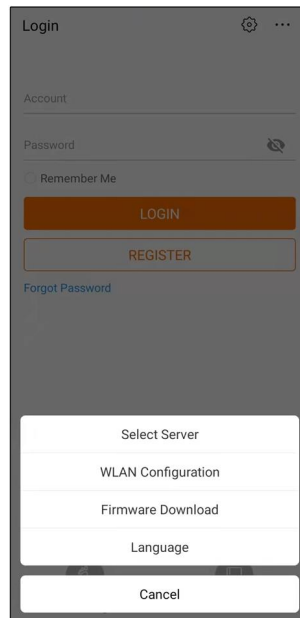 Login
Account
Password
Remember Me
LOGIN
REGISTER
Forgot Password
Select Server
WLAN Configuration
Firmware Download
Language
Cancel